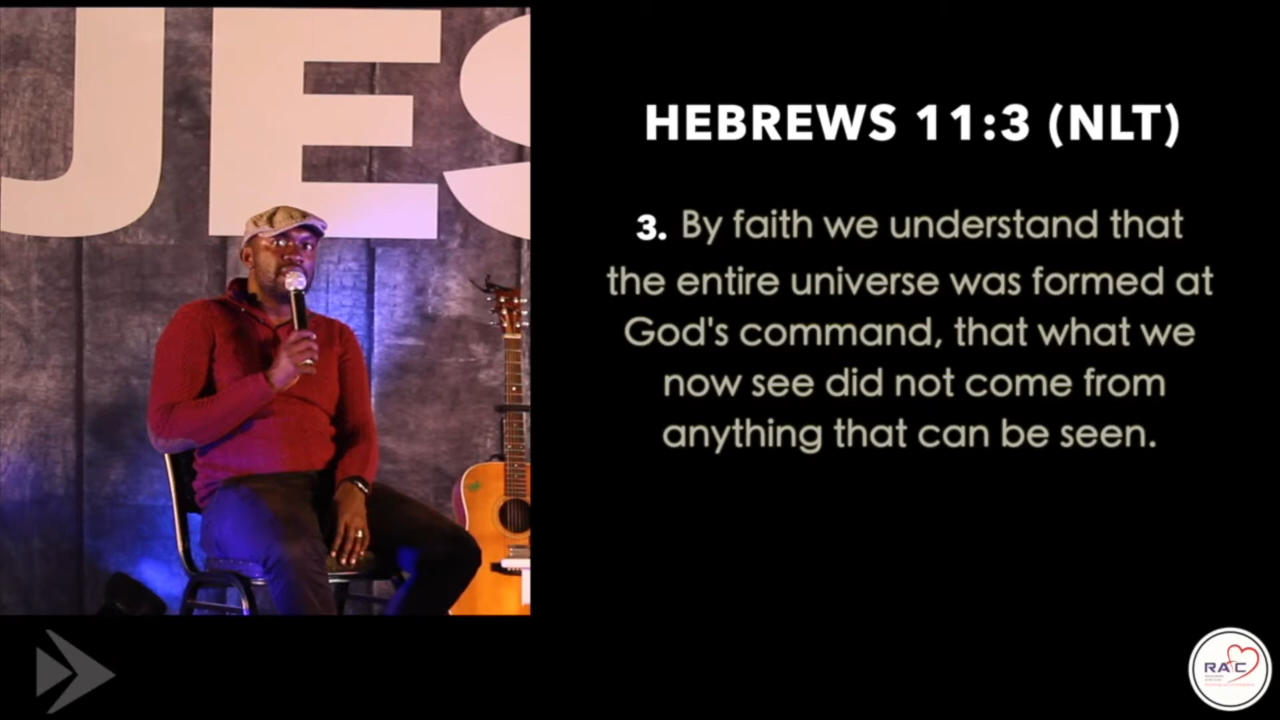 JES
HEBREWS 11:3 (NLT)
3. By faith we understand that
the entire universe was formed at
God's command, that what we
now see did not come from
anything that can be seen.
RATC